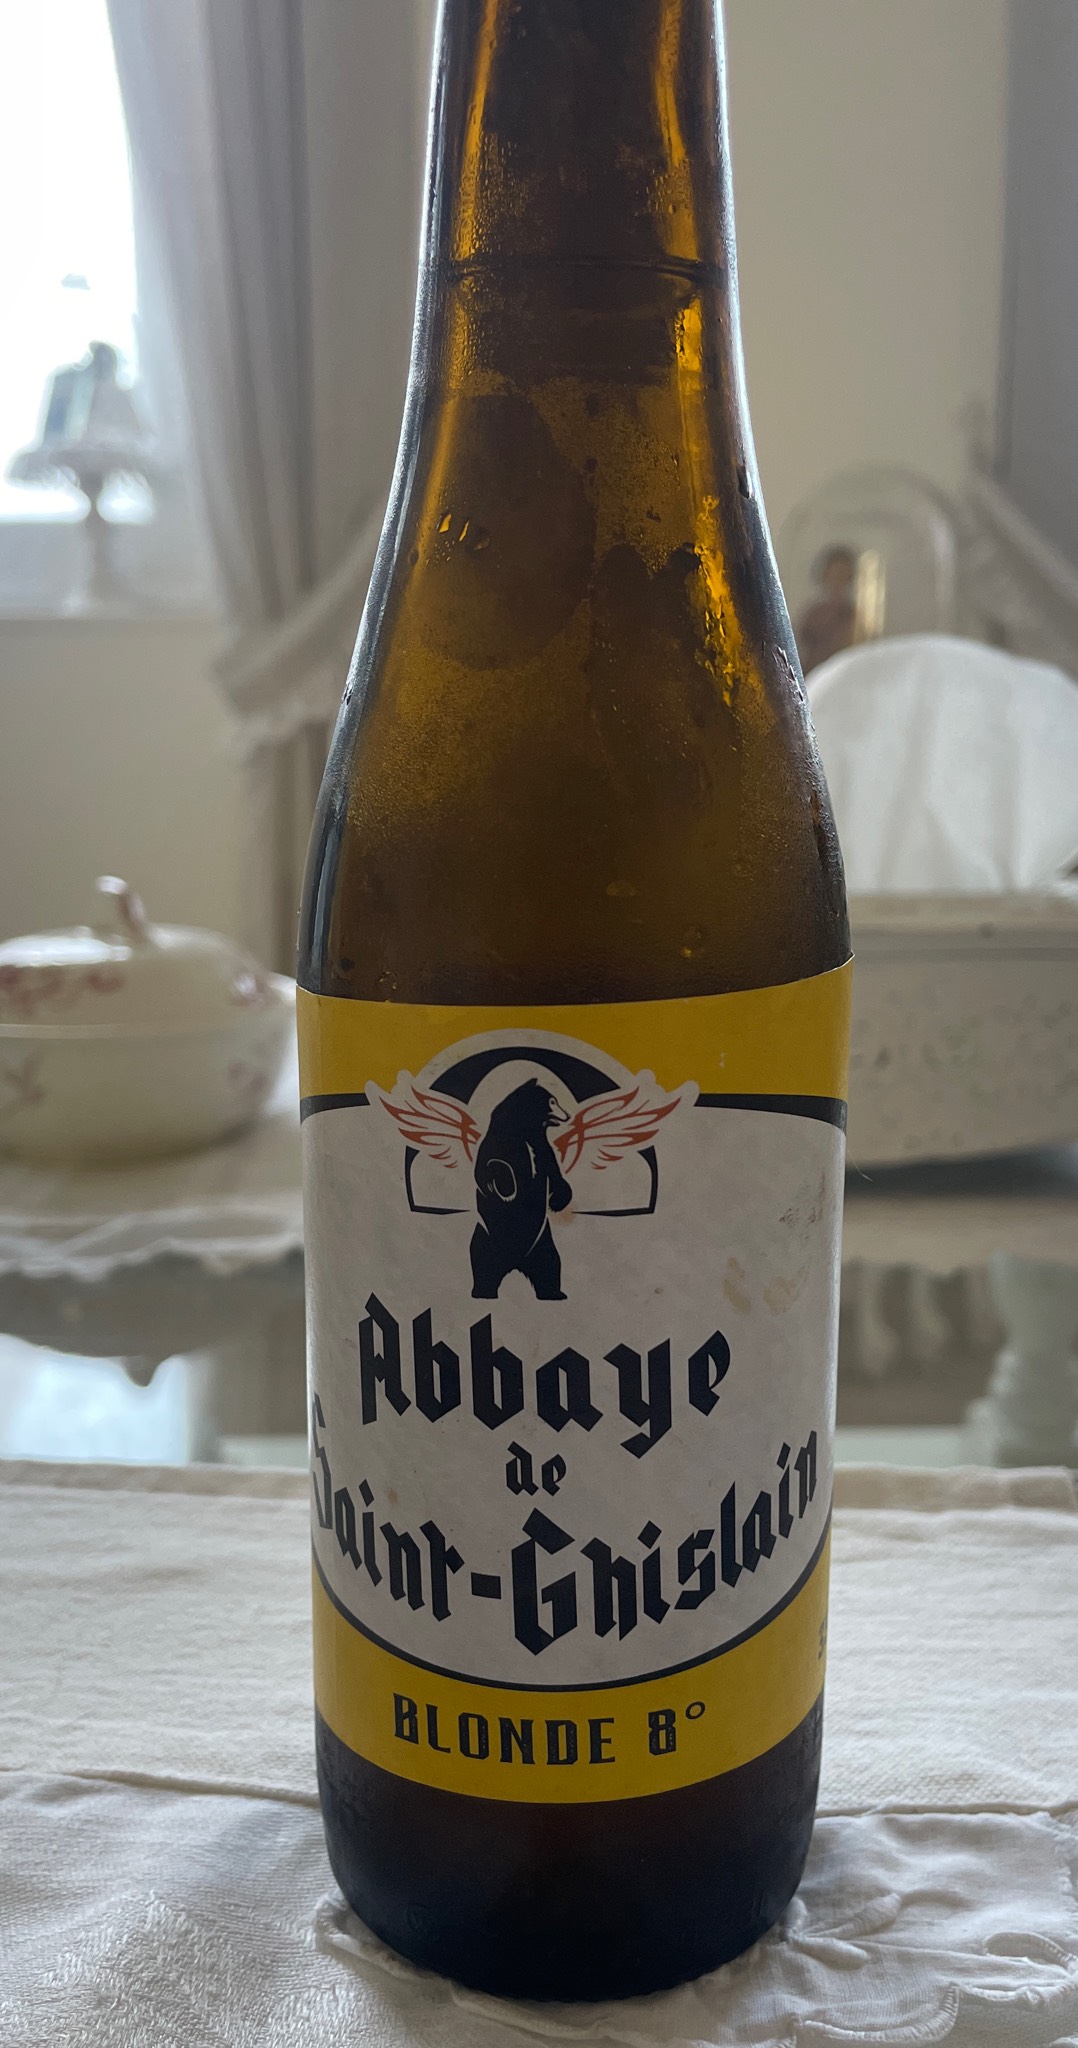 Abbaye
de
Saint-Ghislain
BLONDE 8°